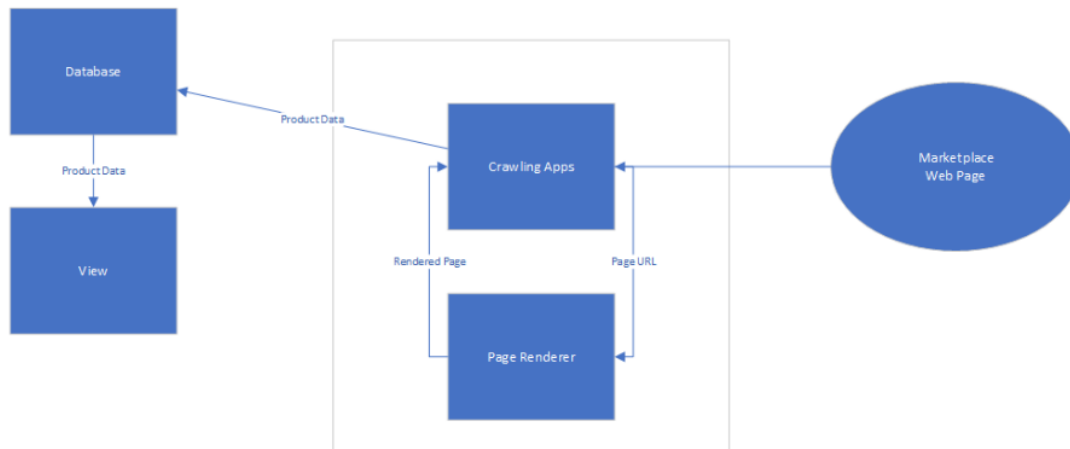 Database
Product Data
Crawling Apps
Marketplace
Web Page
Product Data
Rendered Page
Page URL
View
Page Renderer